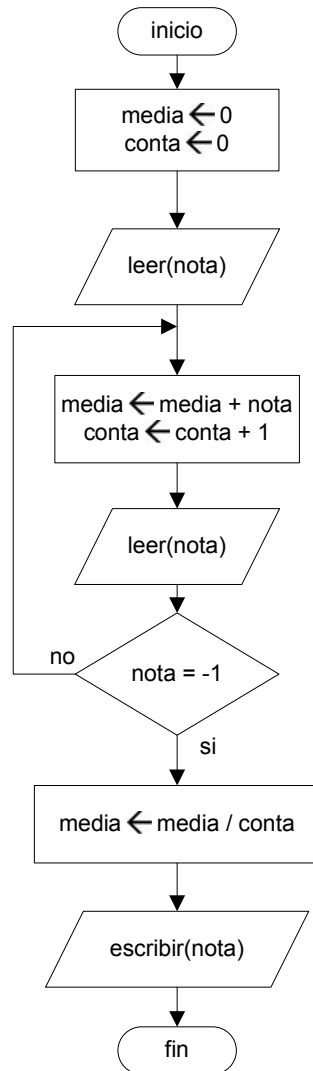 inicio
media ← 0
conta ← 0
leer(nota)
media ← media + nota
conta ← conta + 1
leer(nota)
no
nota = -1
si
media ← media / conta
escribir(nota)
fin